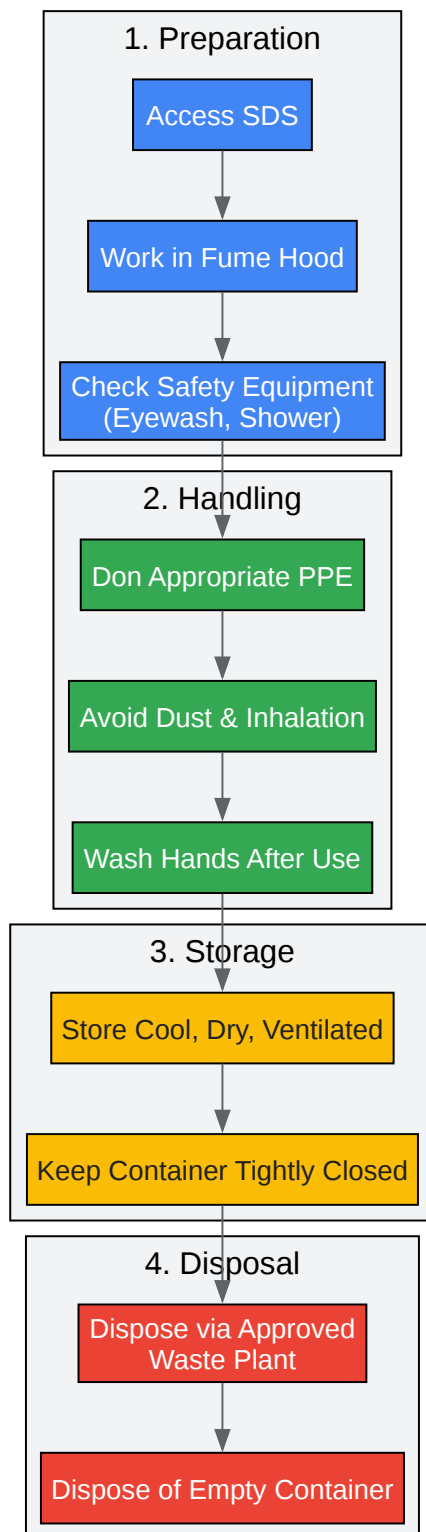 1. Preparation
Access SDS
Work in Fume Hood
Check Safety Equipment
(Eyewash, Shower)
2. Handling
Don Appropriate PPE
Avoid Dust & Inhalation
Wash Hands After Use
3. Storage
Store Cool, Dry, Ventilated
Keep Container Tightly Closed
4. Disposal
Dispose via Approved
Waste Plant
Dispose of Empty Container